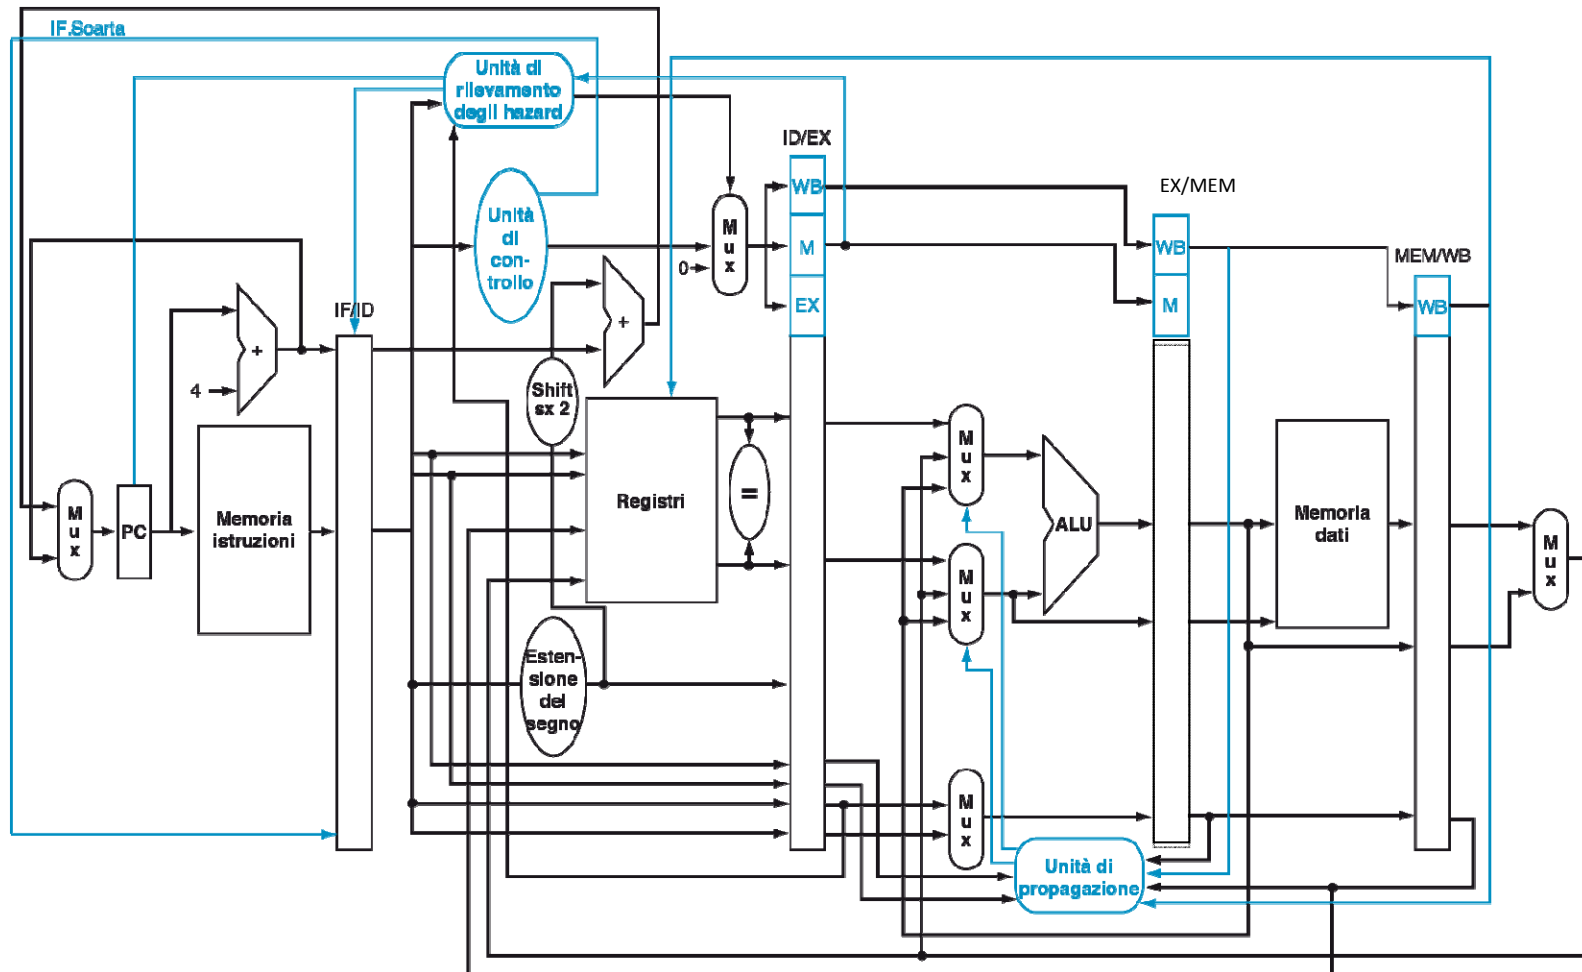 IF.Scarta
Unità di
rilevamento
degli hazard
ID/EX
EX/MEM
MEM/WB
IF/ID
WB
M
EX
WB
M
WB
Unità
di
con-
trollo
M
u
x
0
+
4
+
Shift
sx 2
M
u
x
PC
Memoria
istruzioni
Registri
=
M
u
x
M
u
x
ALU
Memoria
dati
M
u
x
Esten-
sione
del
segno
M
u
x
Unità di
propagazione